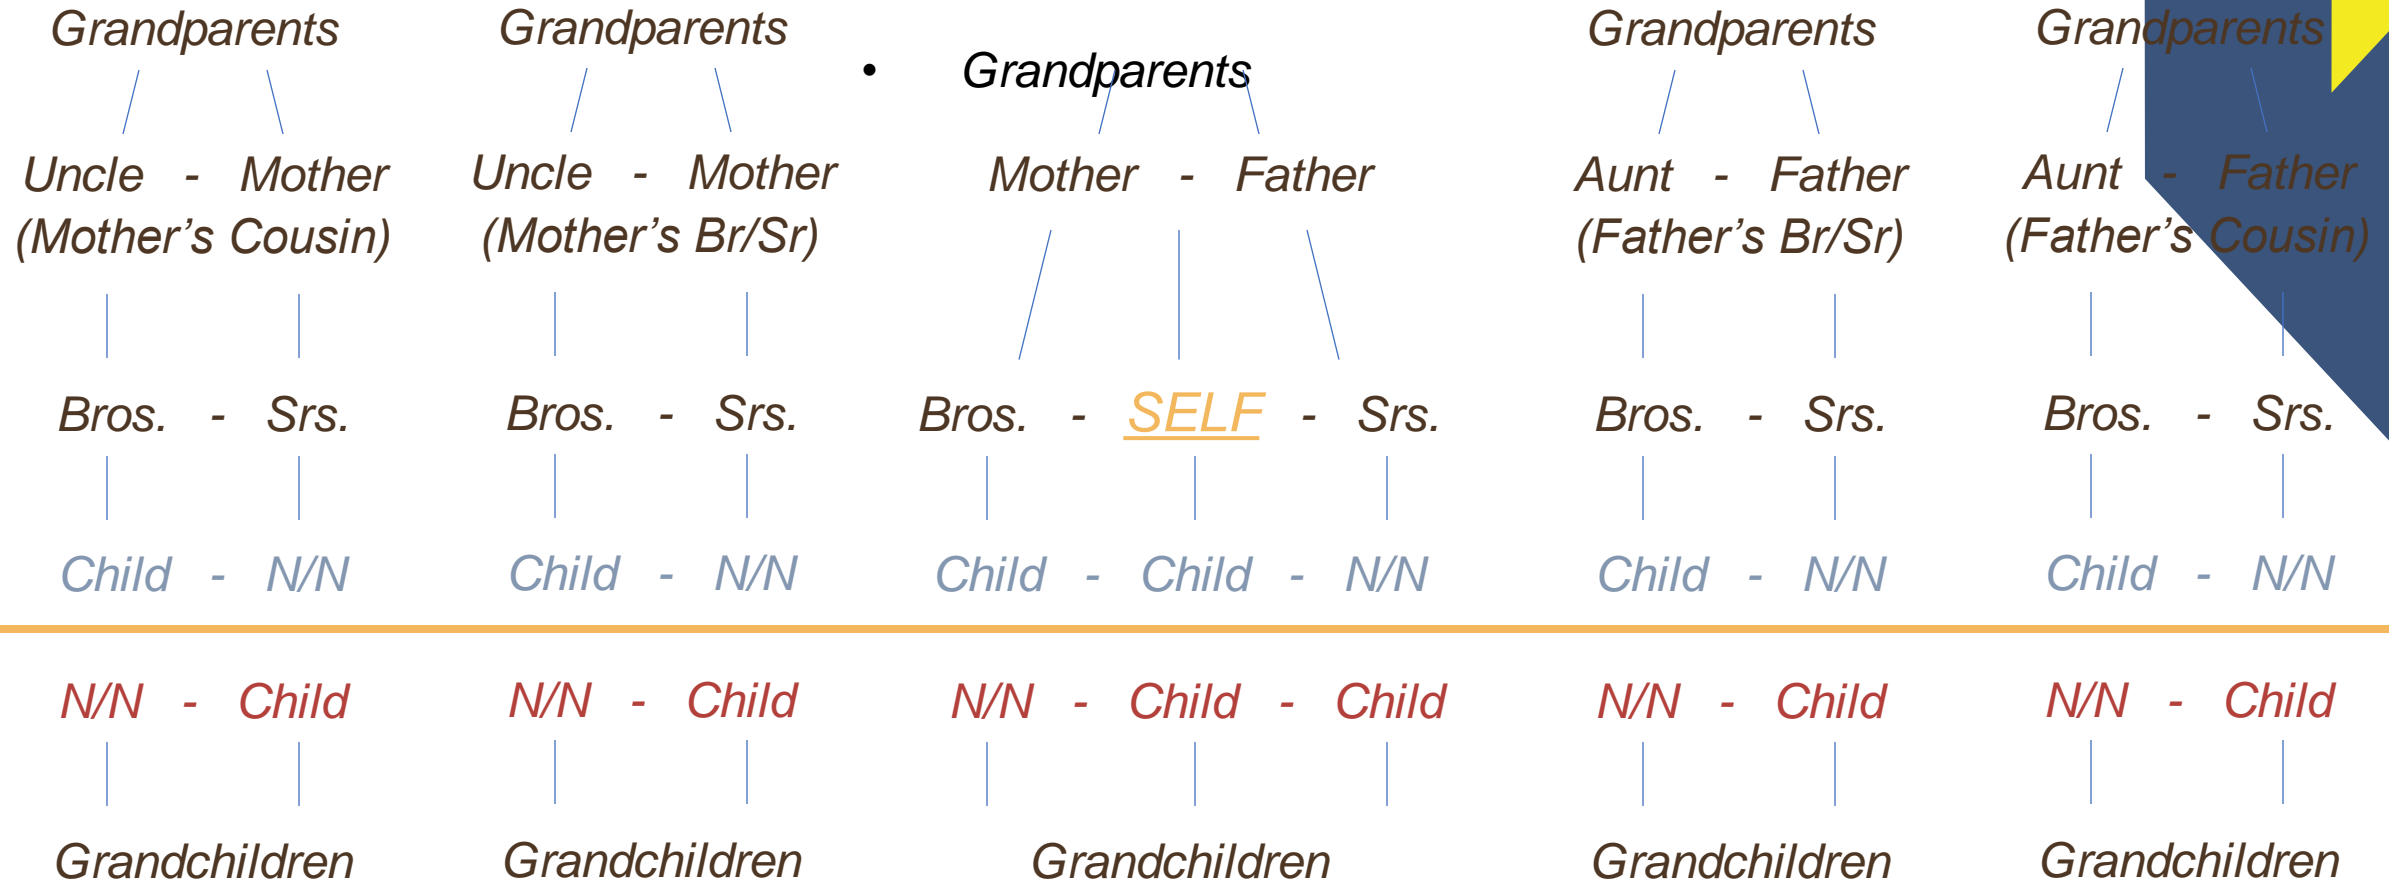 Grandparents Grandparents • Grandparents Grandparents Grandparents
Uncle - Mother Uncle - Mother Mother - Father Aunt - Father Aunt - Father
(Mother’s Cousin) (Mother’s Br/Sr) (Father’s Br/Sr) (Father’s Cousin)
Bros. - Srs. Bros. - Srs. Bros. - SELF - Srs. Bros. - Srs. Bros. - Srs.
Child - N/N Child - N/N Child - Child - N/N Child - N/N Child - N/N
N/N - Child N/N - Child N/N - Child - Child N/N - Child N/N - Child
Grandchildren Grandchildren Grandchildren Grandchildren Grandchildren